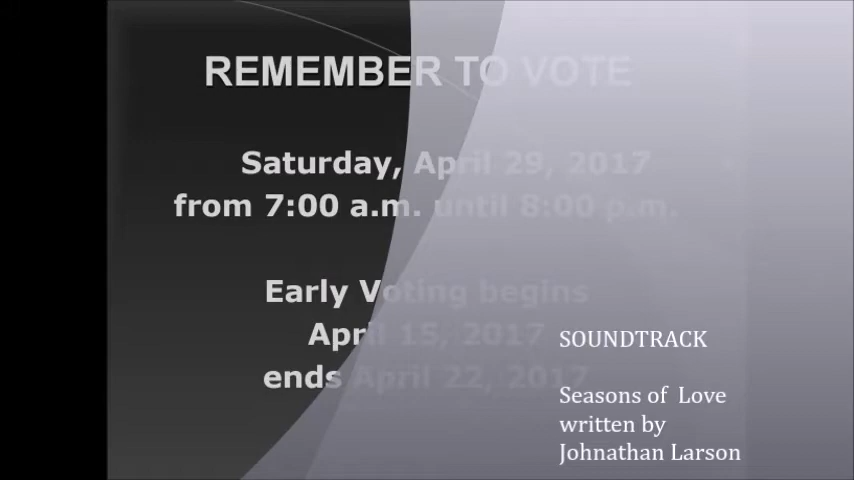 REMEMBER TO VOTE
Saturday, April 29, 2017
from 7:00 a.m. until 8:00 p.m.
Early Voting begins
April 15, 2017
ends April 22, 2017
SOUNDTRACK
Seasons of Love
written by
Johnathan Larson